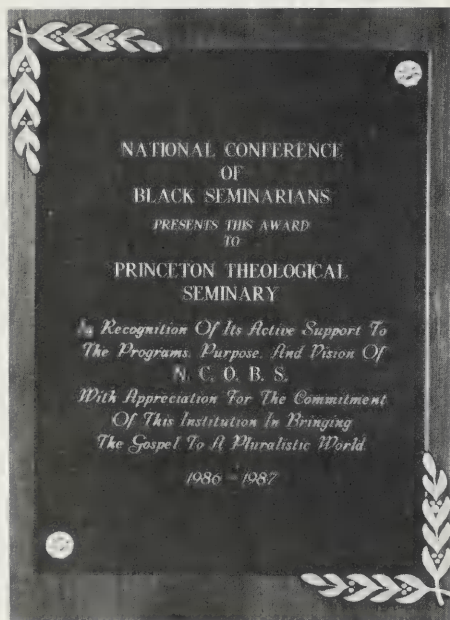 NATIONAL CONFERENCE
OF
BLACK SEMINARIANS
PRESENTS THIS AWARD
TO
PRINCETON THEOLOGICAL
SEMINARY
In Recognition Of Its Active Support To
The Programs, Purpose, And Vision Of
N. C. O. B. S.
With Appreciation For The Commitment
Of This Institution In Bringing
The Gospel To A Pluralistic World.
1986 - 1987